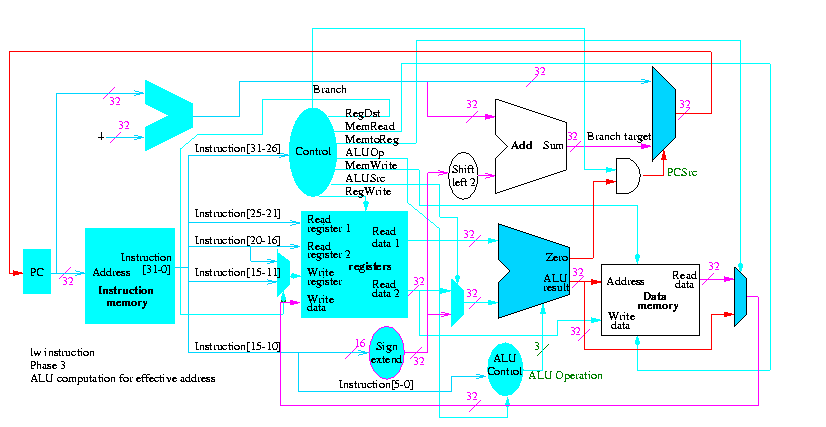 32
32
4
32
Branch
32
32
32
RegDst
MemRead
MemtoReg
ALUOp
MemWrite
ALUSrc
RegWrite
Control
Instruction[31-26]
Add
Sum
32
Branch target
PCSrc
Shift
left 2
32
Instruction[25-21]
Instruction[20-16]
Instruction[15-11]
Read
register 1
Read
register 2
Write
register
Write
data
Read
data 1
registers
Read
data 2
32
32
32
Zero
ALU
result
32
32
PC
32
Address
Instruction
[31-0]
Instruction
memory
Address
Read
data
Data
memory
Write
data
32
Instruction[15-10]
16
Sign
extend
32
Instruction[5-0]
ALU
Control
3
ALU Operation
32
lw instruction
Phase 3
ALU computation for effective address